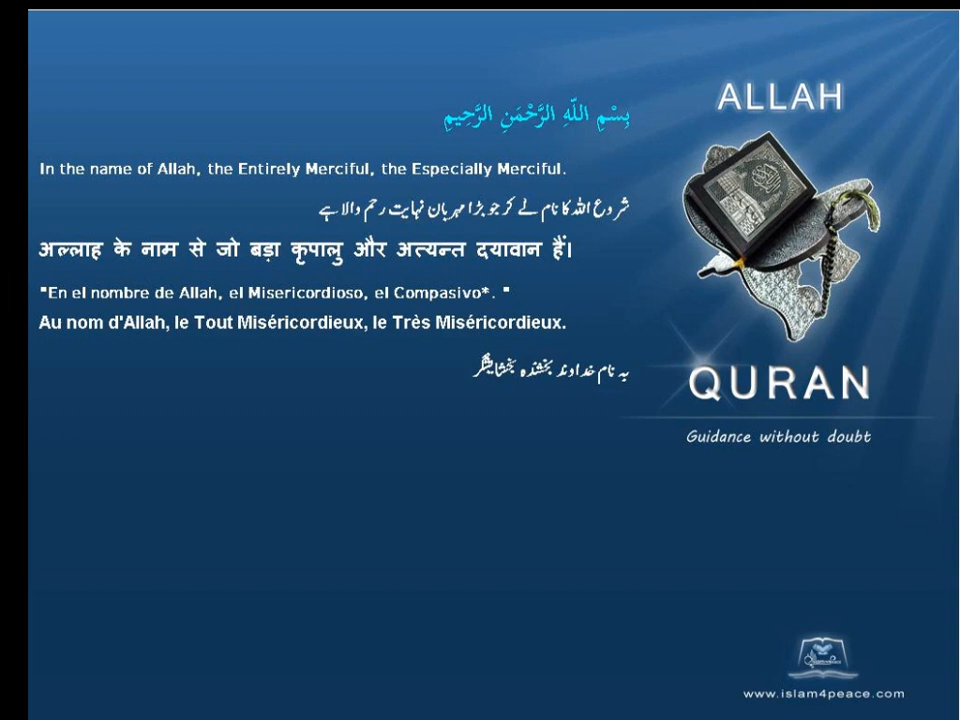 بِسْمِ اللّهِ الرَّحْمَنِ الرَّحِيمِ
In the name of Allah, the Entirely Merciful, the Especially Merciful.
شروع الله کا نام لے کر جو بڑا مہربان نہایت رحم والا ہے
अल्लाह के नाम से जो बड़ा कृपालु और अत्यन्त दयावान हैं।
"En el nombre de Allah, el Misericordioso, el Compasivo*. "
Au nom d'Allah, le Tout Miséricordieux, le Très Miséricordieux.
به نام خداوند بخشنده بخشایشگر
ALLAH
QURAN
Guidance without doubt
www.islam4peace.com